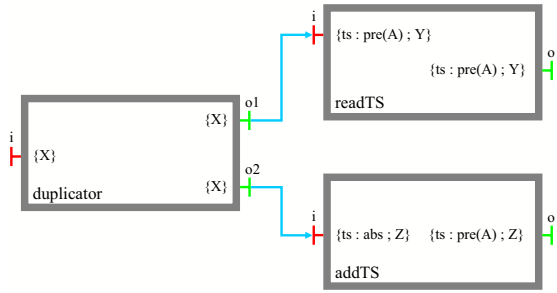 i
{X}
{X}
o1
{X}
o2
duplicator
i
{ts : pre(A) ; Y}
{ts : pre(A) ; Y}
o
readTS
i
{ts : abs ; Z} {ts : pre(A) ; Z}
o
addTS